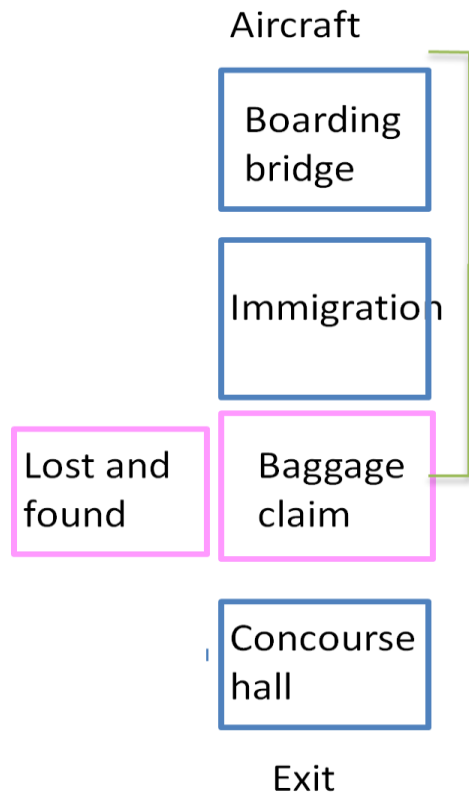 Aircraft
Boarding
bridge
Immigration
Lost and
found
Baggage
claim
Concourse
hall
Exit